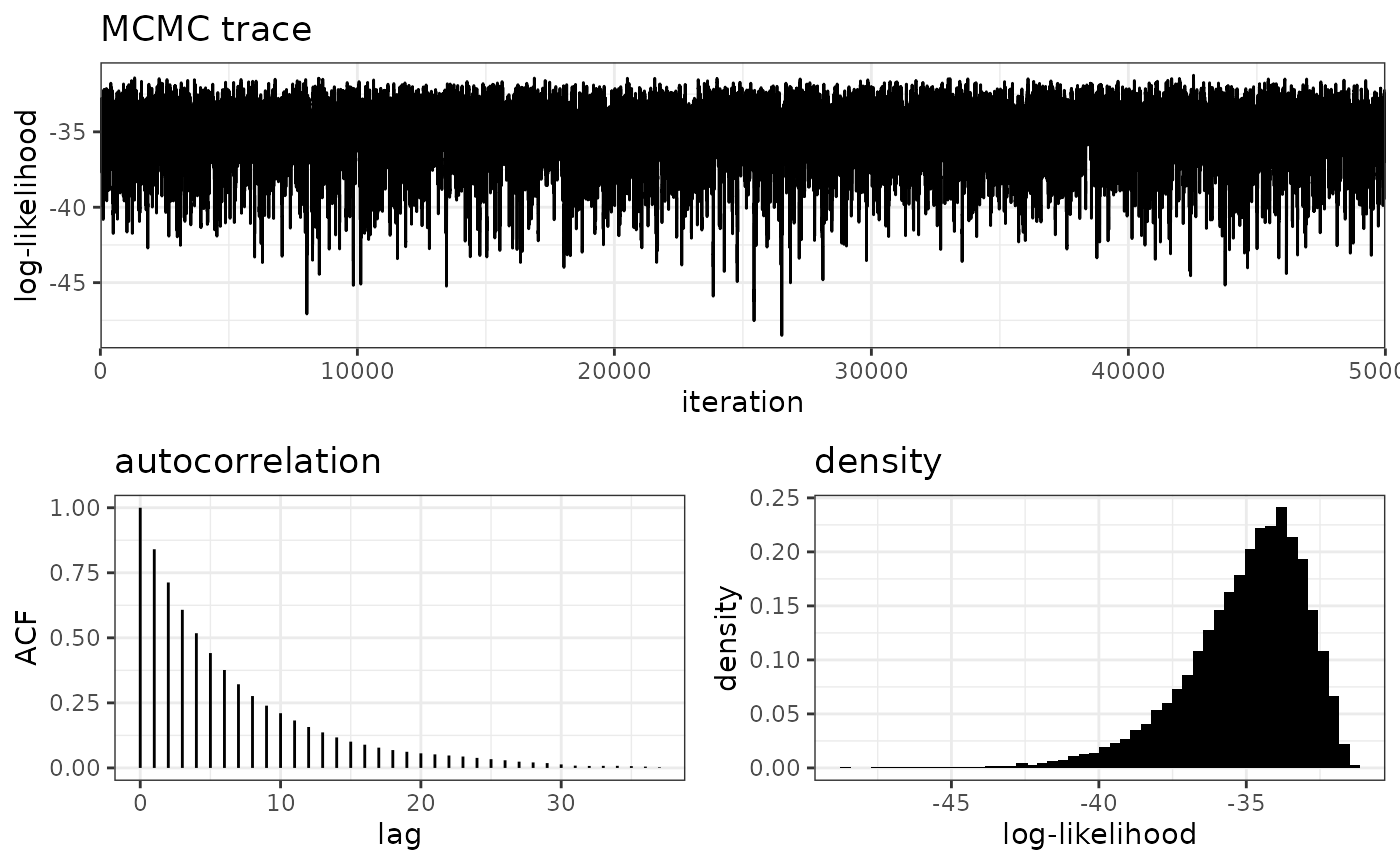 MCMC trace
log-likelihood
-35
-40
-45
0 10000 20000 30000 40000 5000
iteration
autocorrelation
ACF
1.00
0.75
0.50
0.25
0.00
0 10 20 30
lag
density
density
0.25
0.20
0.15
0.10
0.05
0.00
-45 -40 -35
log-likelihood